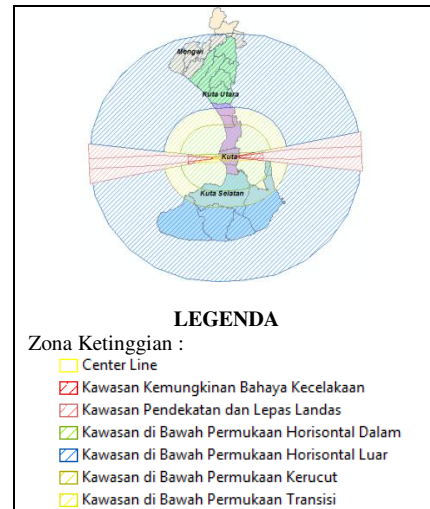 Mengwi
Kuta Utara
Kuta
Kuta Selatan
LEGENDA
Zona Ketinggian :
Center Line
Kawasan Kemungkinan Bahaya Kecelakaan
Kawasan Pendekatan dan Lepas Landas
Kawasan di Bawah Permukaan Horisontal Dalam
Kawasan di Bawah Permukaan Horisontal Luar
Kawasan di Bawah Permukaan Kerucut
Kawasan di Bawah Permukaan Transisi